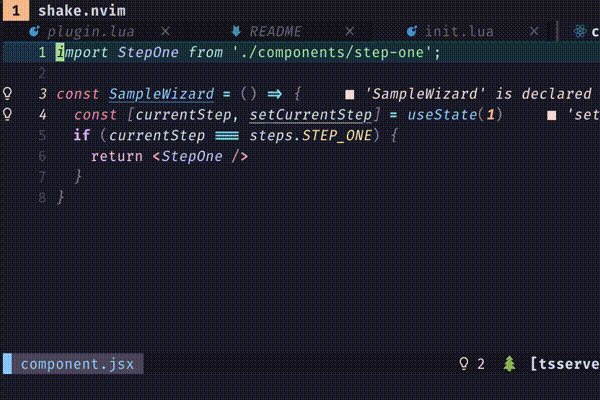 1 shake.nvim
plugin.lua × README × init.lua × c
1 import StepOne from './components/step-one';
2
3 const SampleWizard = () => { ■ 'SampleWizard' is declared
4 const [currentStep, setCurrentStep] = useState(1) ■ 'set
5 if (currentStep === steps.STEP_ONE) {
6 return <StepOne />
7 }
8 }
component.jsx 2 [tsserve